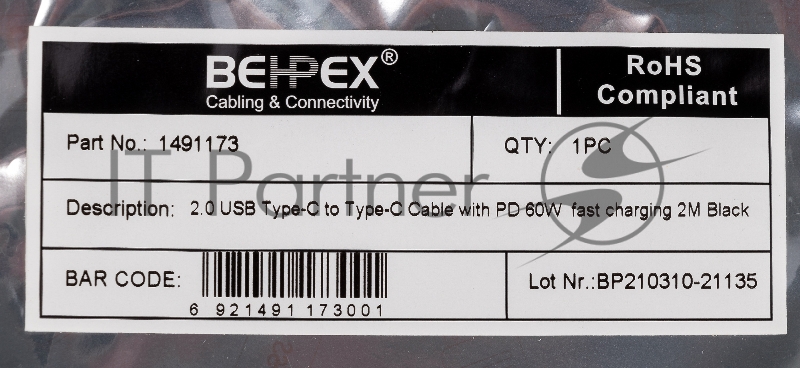 BEHPEX®
Cabling & Connectivity
RoHS
Compliant
Part No.: 1491173
QTY: 1PC
IT Partner
Description: 2.0 USB Type-C to Type-C Cable with PD 60W fast charging 2M Black
BAR CODE:
6 921491 173001
Lot Nr.:BP210310-21135